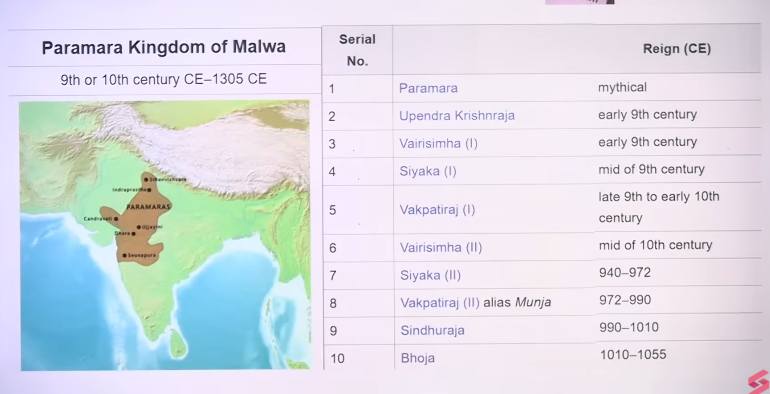 Paramara Kingdom of Malwa
9th or 10th century CE–1305 CE
Indraprastha
PARAMARAS
Candravati
Ujjayini
Dhara
Seunapura
Serial
No.
Reign (CE)
1 Paramara mythical
2 Upendra Krishnraja early 9th century
3 Vairisimha (I) early 9th century
4 Siyaka (I) mid of 9th century
5 Vakpatiraj (I) late 9th to early 10th
century
6 Vairisimha (II) mid of 10th century
7 Siyaka (II) 940–972
8 Vakpatiraj (II) alias Munja 972–990
9 Sindhuraja 990–1010
10 Bhoja 1010–1055